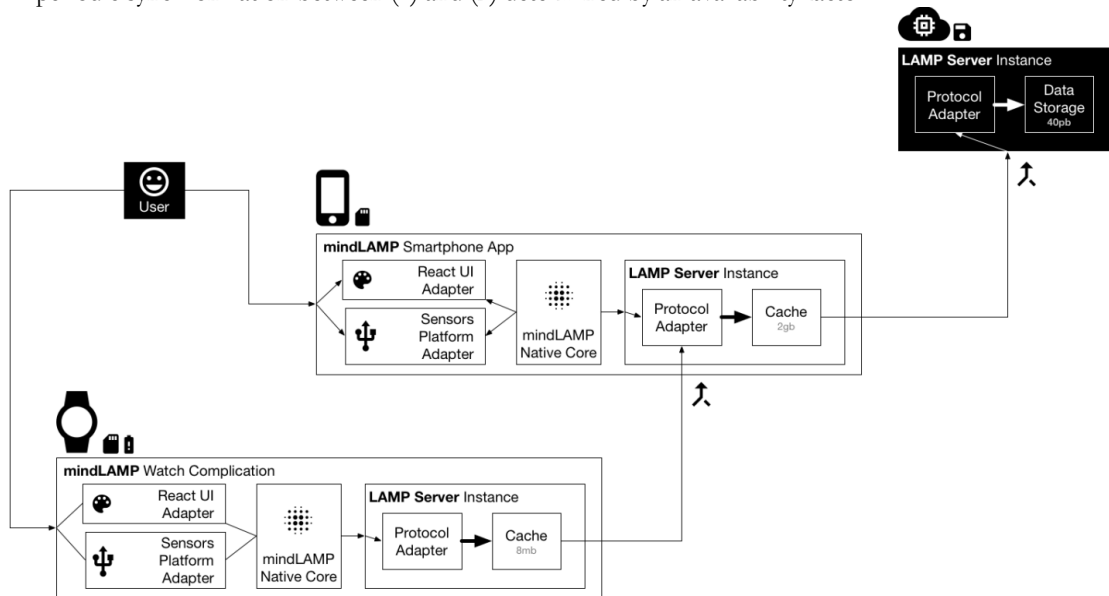 LAMP Server Instance
Protocol
Adapter
Data
Storage
40pb
User
mindLAMP Smartphone App
React UI
Adapter
Sensors
Platform
Adapter
mindLAMP
Native Core
LAMP Server Instance
Protocol
Adapter
Cache
2gb
mindLAMP Watch Complication
React UI
Adapter
Sensors
Platform
Adapter
mindLAMP
Native Core
LAMP Server Instance
Protocol
Adapter
Cache
8mb